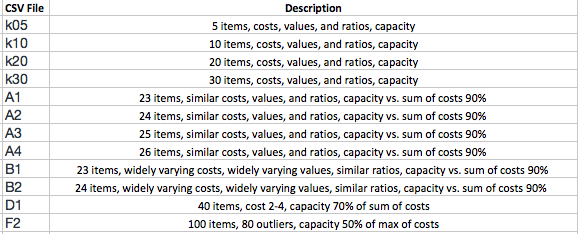 CSV File Description
k05 5 items, costs, values, and ratios, capacity
k10 10 items, costs, values, and ratios, capacity
k20 20 items, costs, values, and ratios, capacity
k30 30 items, costs, values, and ratios, capacity
A1 23 items, similar costs, values, and ratios, capacity vs. sum of costs 90%
A2 24 items, similar costs, values, and ratios, capacity vs. sum of costs 90%
A3 25 items, similar costs, values, and ratios, capacity vs. sum of costs 90%
A4 26 items, similar costs, values, and ratios, capacity vs. sum of costs 90%
B1 23 items, widely varying costs, widely varying values, similar ratios, capacity vs. sum of costs 90%
B2 24 items, widely varying costs, widely varying values, similar ratios, capacity vs. sum of costs 90%
D1 40 items, cost 2-4, capacity 70% of sum of costs
F2 100 items, 80 outliers, capacity 50% of max of costs